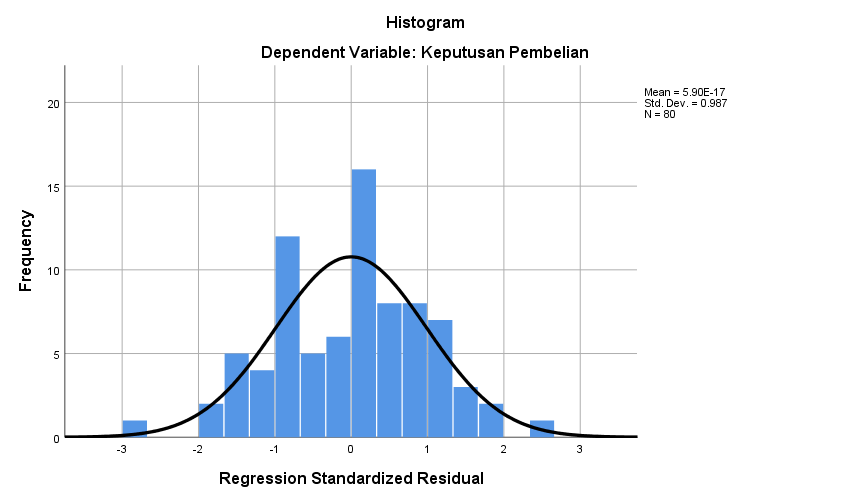 Histogram
Dependent Variable: Keputusan Pembelian
Mean = 5.90E-17
Std. Dev. = 0.987
N = 80
20
15
10
5
0
Frequency
-3 -2 -1 0 1 2 3
Regression Standardized Residual